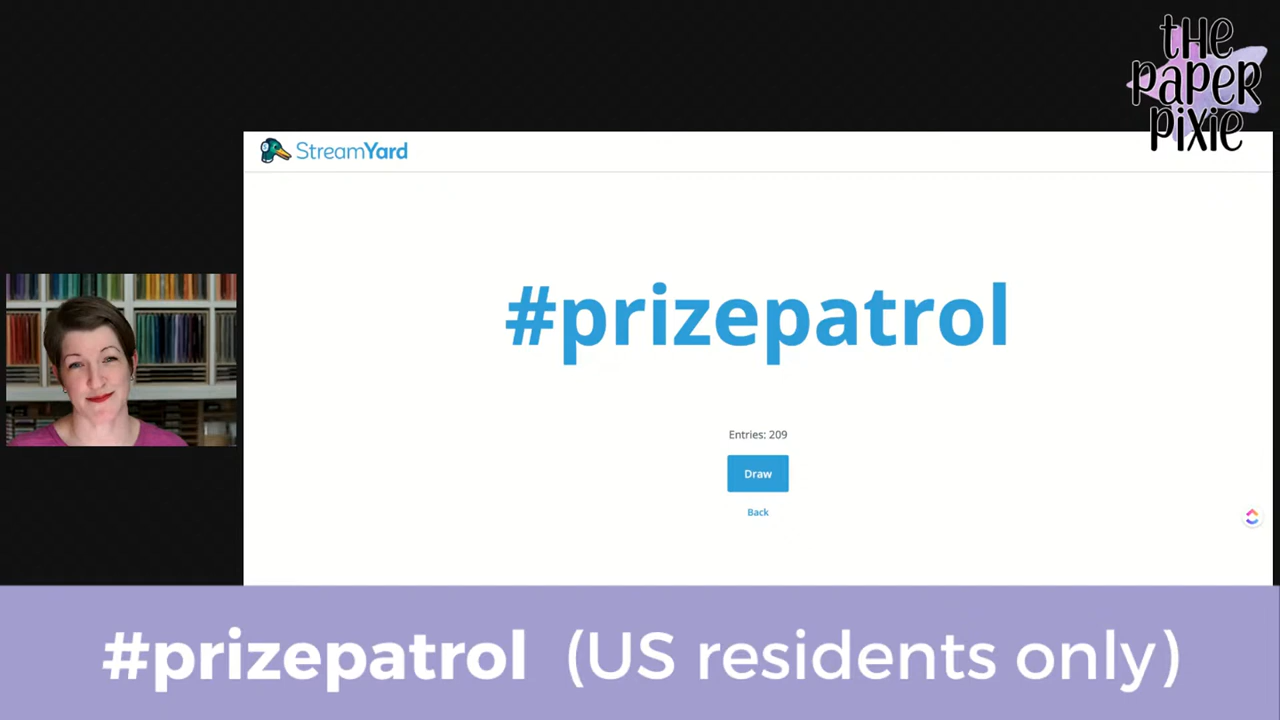 the
paper
pixie
StreamYard
#prizepatrol
Entries: 209
Draw
Back
#prizepatrol (US residents only)